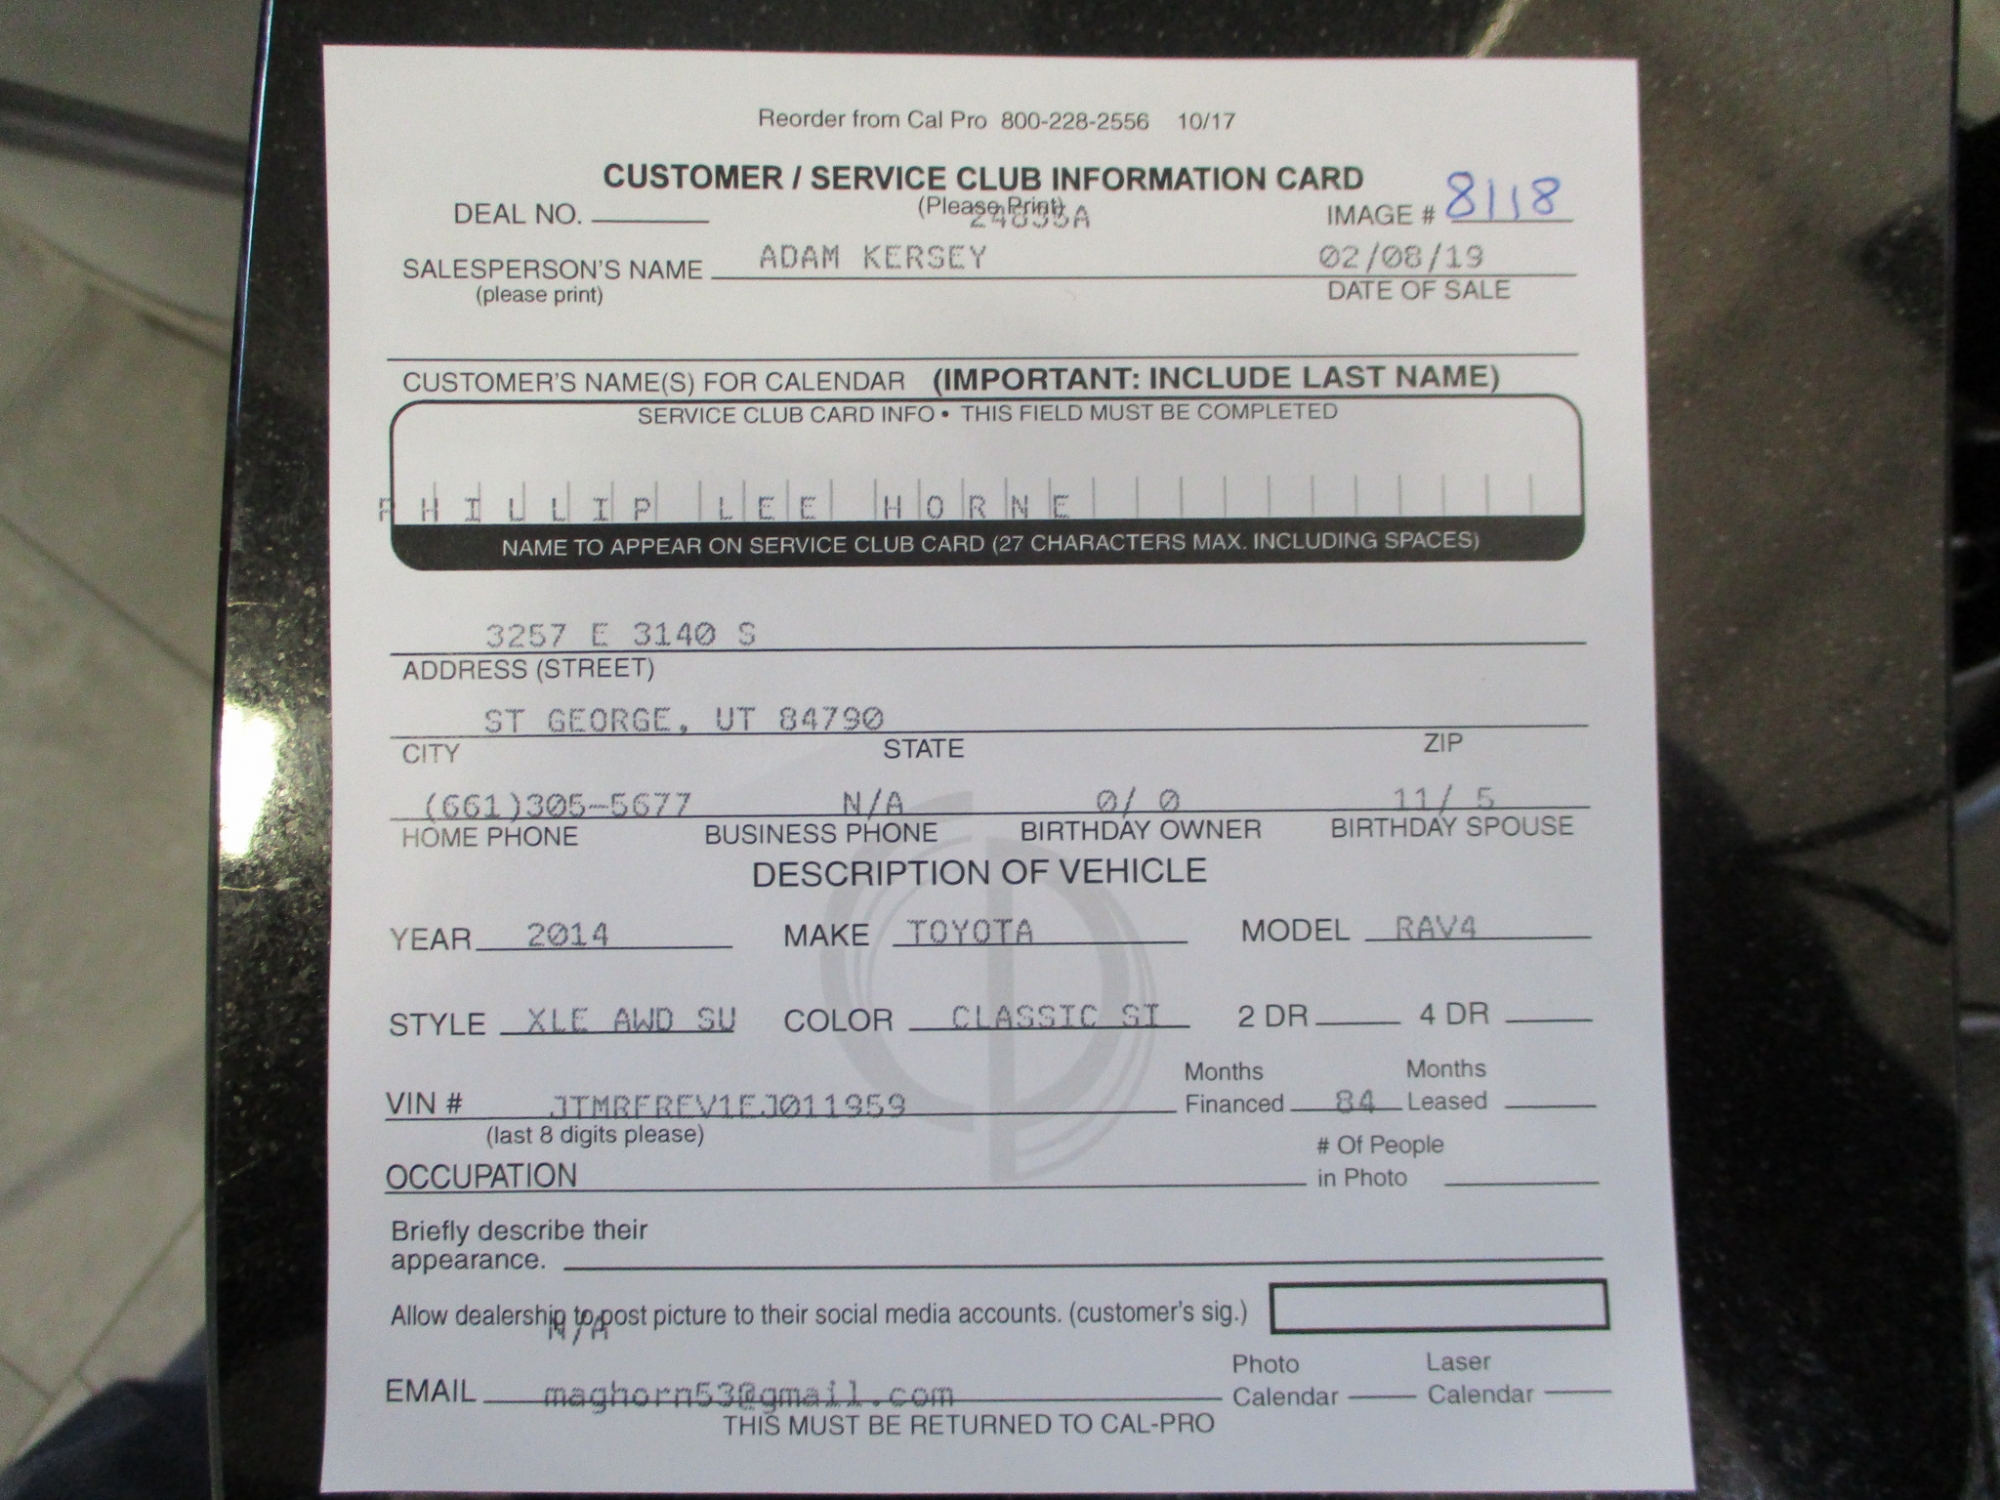 Reorder from Cal Pro 800-228-2556 10/17
CUSTOMER / SERVICE CLUB INFORMATION CARD
(Please Print)
DEAL NO. 24835A IMAGE # 8118
SALESPERSON'S NAME ADAM KERSEY 02/08/19
(please print) DATE OF SALE
CUSTOMER'S NAME(S) FOR CALENDAR (IMPORTANT: INCLUDE LAST NAME)
SERVICE CLUB CARD INFO • THIS FIELD MUST BE COMPLETED
PHILLIP LEE HORNE
NAME TO APPEAR ON SERVICE CLUB CARD (27 CHARACTERS MAX. INCLUDING SPACES)
3257 E 3140 S
ADDRESS (STREET)
ST GEORGE, UT 84790
CITY STATE ZIP
(661)305-5677 N/A 0/ 0 11/ 5
HOME PHONE BUSINESS PHONE BIRTHDAY OWNER BIRTHDAY SPOUSE
DESCRIPTION OF VEHICLE
YEAR 2014 MAKE TOYOTA MODEL RAV4
STYLE XLE AWD SU COLOR CLASSIC SI 2 DR 4 DR
VIN # JTMRFREV1EJ011959 Months Financed 84 Months Leased
(last 8 digits please)
OCCUPATION # Of People in Photo
Briefly describe their
appearance.
Allow dealership to post picture to their social media accounts. (customer's sig.)
N/A
EMAIL maghorn53@gmail.com Photo Calendar Laser Calendar
THIS MUST BE RETURNED TO CAL-PRO